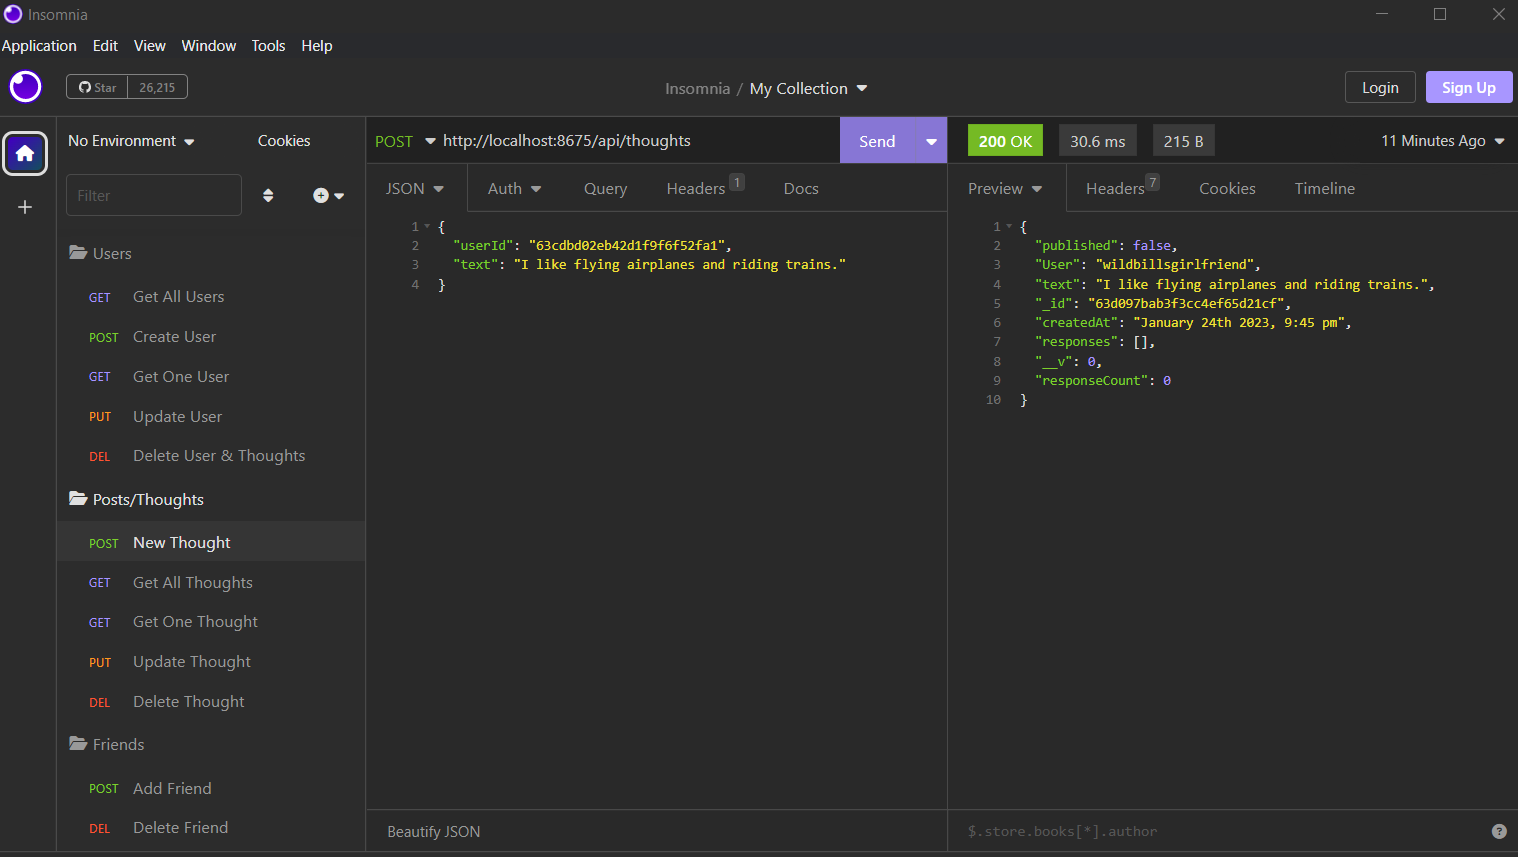 Insomnia
Application Edit View Window Tools Help
Star 26,215
Insomnia / My Collection
Login Sign Up
No Environment Cookies
Filter
Users
GET Get All Users
POST Create User
GET Get One User
PUT Update User
DEL Delete User & Thoughts
Posts/Thoughts
POST New Thought
GET Get All Thoughts
GET Get One Thought
PUT Update Thought
DEL Delete Thought
Friends
POST Add Friend
DEL Delete Friend
POST http://localhost:8675/api/thoughts Send
JSON Auth Query Headers 1 Docs
1 {
2 "userId": "63cdbd02eb42d1f9f6f52fa1",
3 "text": "I like flying airplanes and riding trains."
4 }
Beautify JSON
200 OK 30.6 ms 215 B 11 Minutes Ago
Preview Headers 7 Cookies Timeline
1 {
2 "published": false,
3 "User": "wildbillsgirlfriend",
4 "text": "I like flying airplanes and riding trains.",
5 "_id": "63d097bab3f3cc4ef65d21cf",
6 "createdAt": "January 24th 2023, 9:45 pm",
7 "responses": [],
8 "__v": 0,
9 "responseCount": 0
10 }
$.store.books[*].author ?